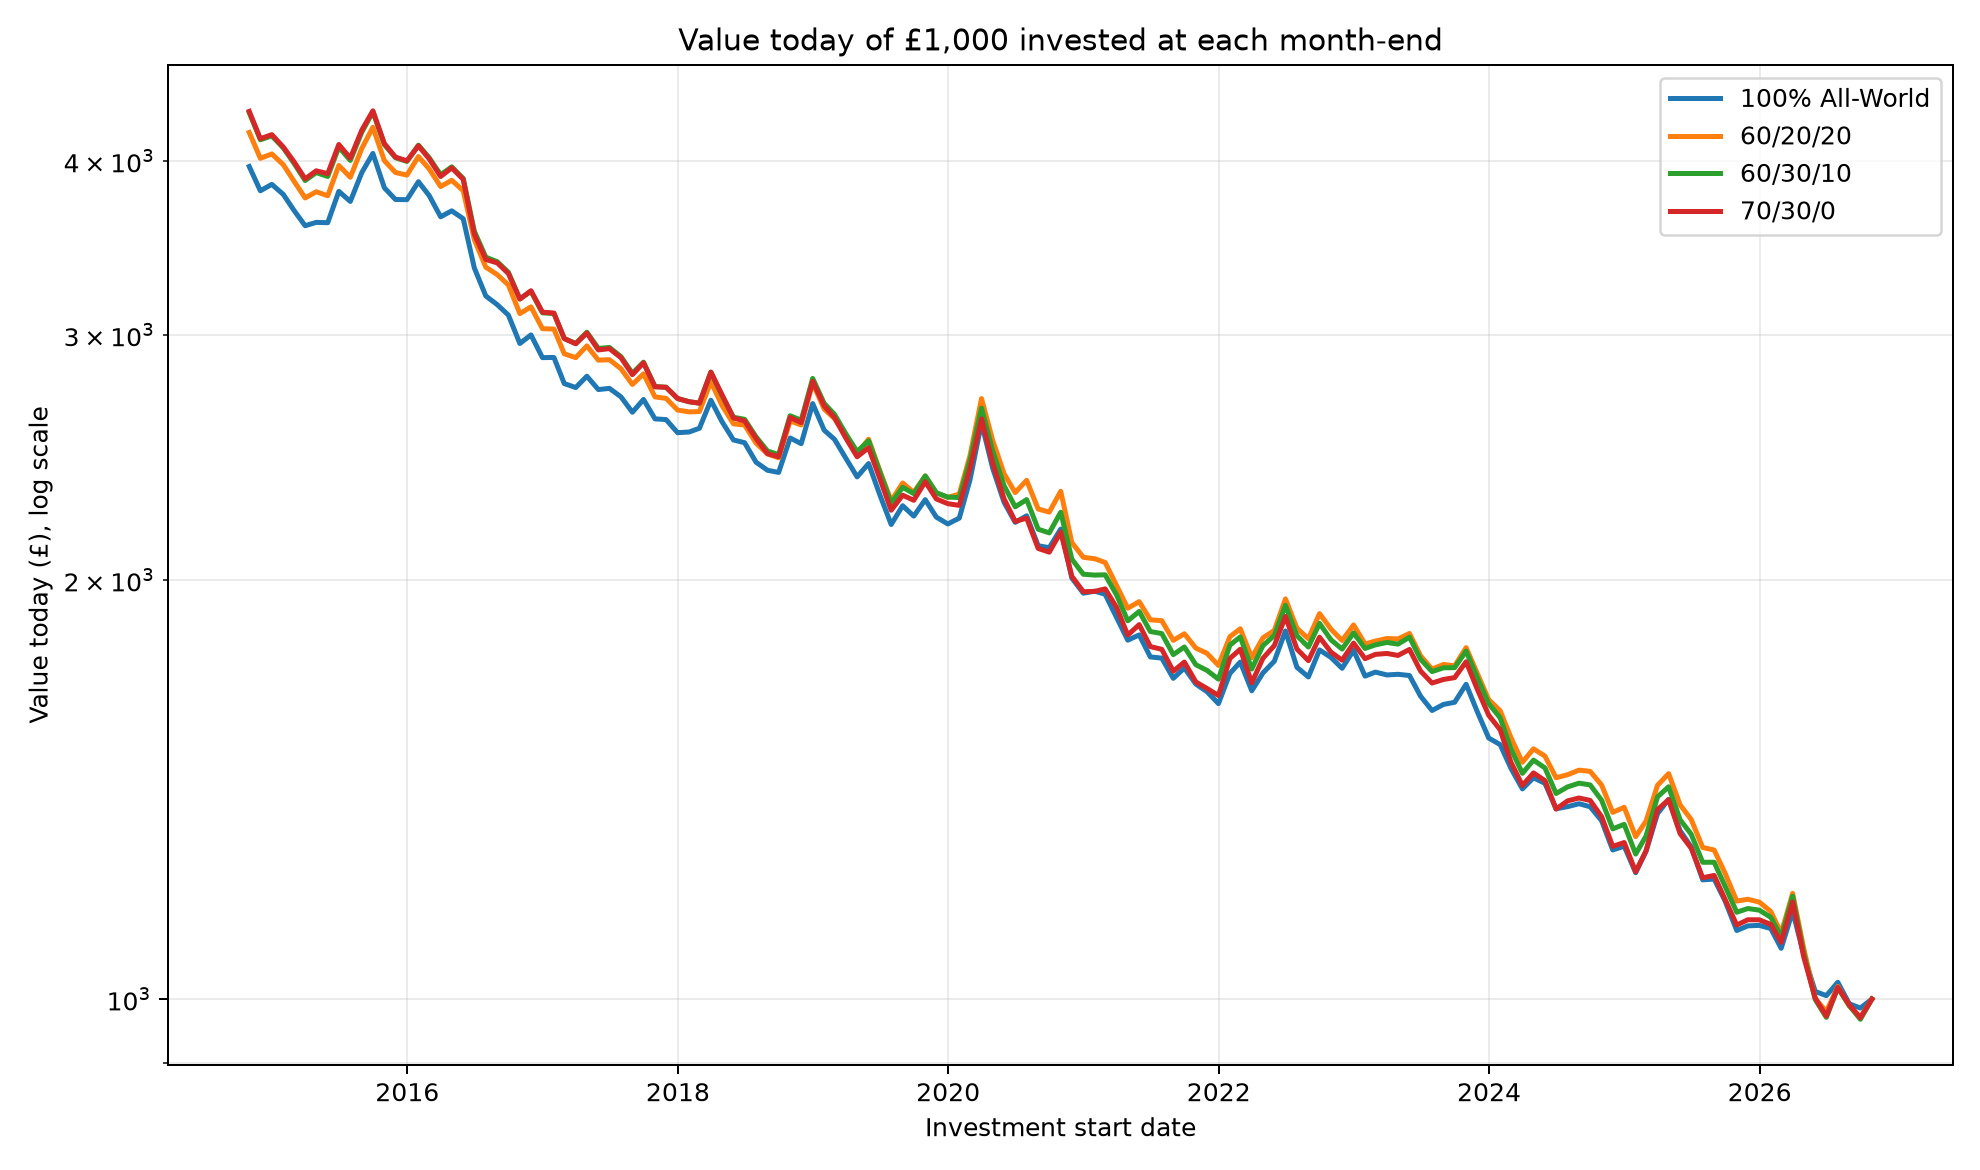 Value today of £1,000 invested at each month-end
100% All-World
60/20/20
60/30/10
70/30/0
4 × 10³
3 × 10³
2 × 10³
10³
Value today (£), log scale
2016
2018
2020
2022
2024
2026
Investment start date